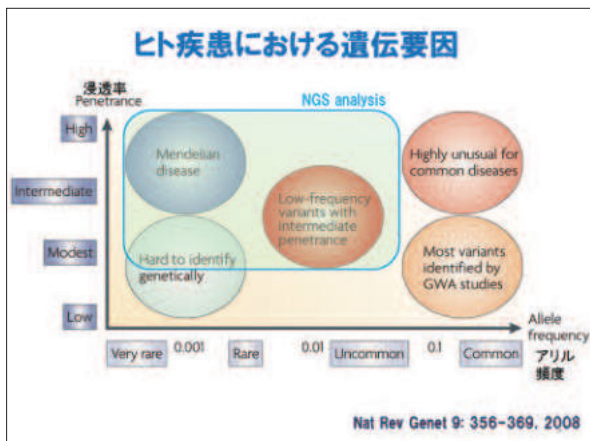 ヒト疾患における遺伝要因
浸透率
Penetrance
NGS analysis
High
Mendelian
disease
Highly unusual for
common diseases
Intermediate
Low-frequency
variants with
intermediate
penetrance
Modest
Hard to identify
genetically
Most variants
identified by
GWA studies
Low
Allele
frequency
Very rare 0.001 Rare 0.01 Uncommon 0.1 Common
アリル
頻度
Nat Rev Genet 9: 356-369, 2008